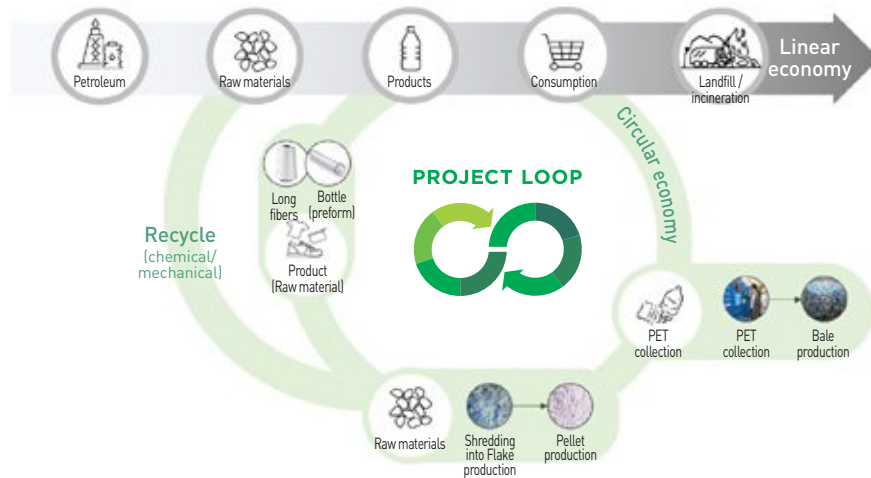 Petroleum
Raw materials
Products
Consumption
Landfill /
incineration
Linear
economy
Circular economy
Long
fibers
Bottle
(preform)
PROJECT LOOP
Recycle
(chemical/
mechanical)
Product
(Raw material)
PET
collection
PET
collection
Bale
production
Raw materials
Shredding
into Flake
production
Pellet
production